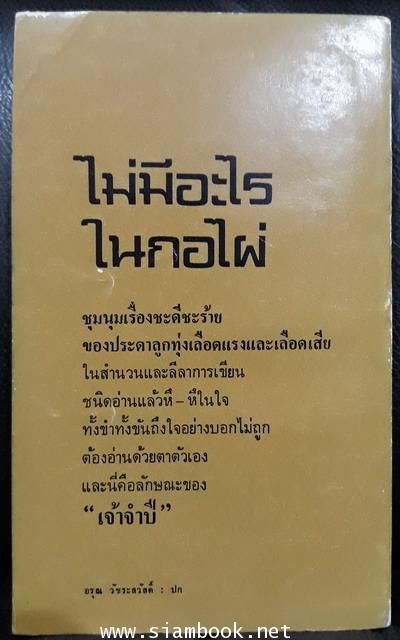 ไม่มีอะไร
ในกอไผ่
ชุมนุมเรื่องชะดีชะร้าย
ของประดาลูกทุ่งเลือดแรงและเลือดเสีย
ในสำนวนและลีลาการเขียน
ชนิดอ่านแล้วหึ - หึในใจ
ทั้งขำทั้งขันถึงใจอย่างบอกไม่ถูก
ต้องอ่านด้วยตาตัวเอง
และนี่คือลักษณะของ
“เจ้าจำปี”
อรุณ วัชระสวัสดิ์ : ปก
www.siambook.net
www.siambook.net